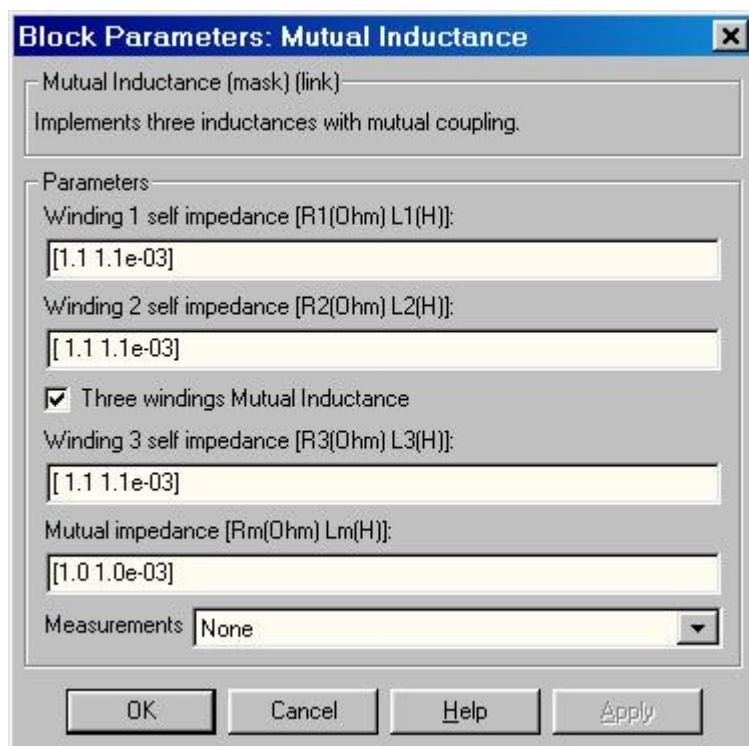 Block Parameters: Mutual Inductance
Mutual Inductance (mask) (link)
Implements three inductances with mutual coupling.
Parameters
Winding 1 self impedance [R1(Ohm) L1(H)]:
[1.1 1.1e-03]
Winding 2 self impedance [R2(Ohm) L2(H)]:
[ 1.1 1.1e-03]
Three windings Mutual Inductance
Winding 3 self impedance [R3(Ohm) L3(H)]:
[ 1.1 1.1e-03]
Mutual impedance [Rm(Ohm) Lm(H)]:
[1.0 1.0e-03]
Measurements None
OK Cancel Help Apply